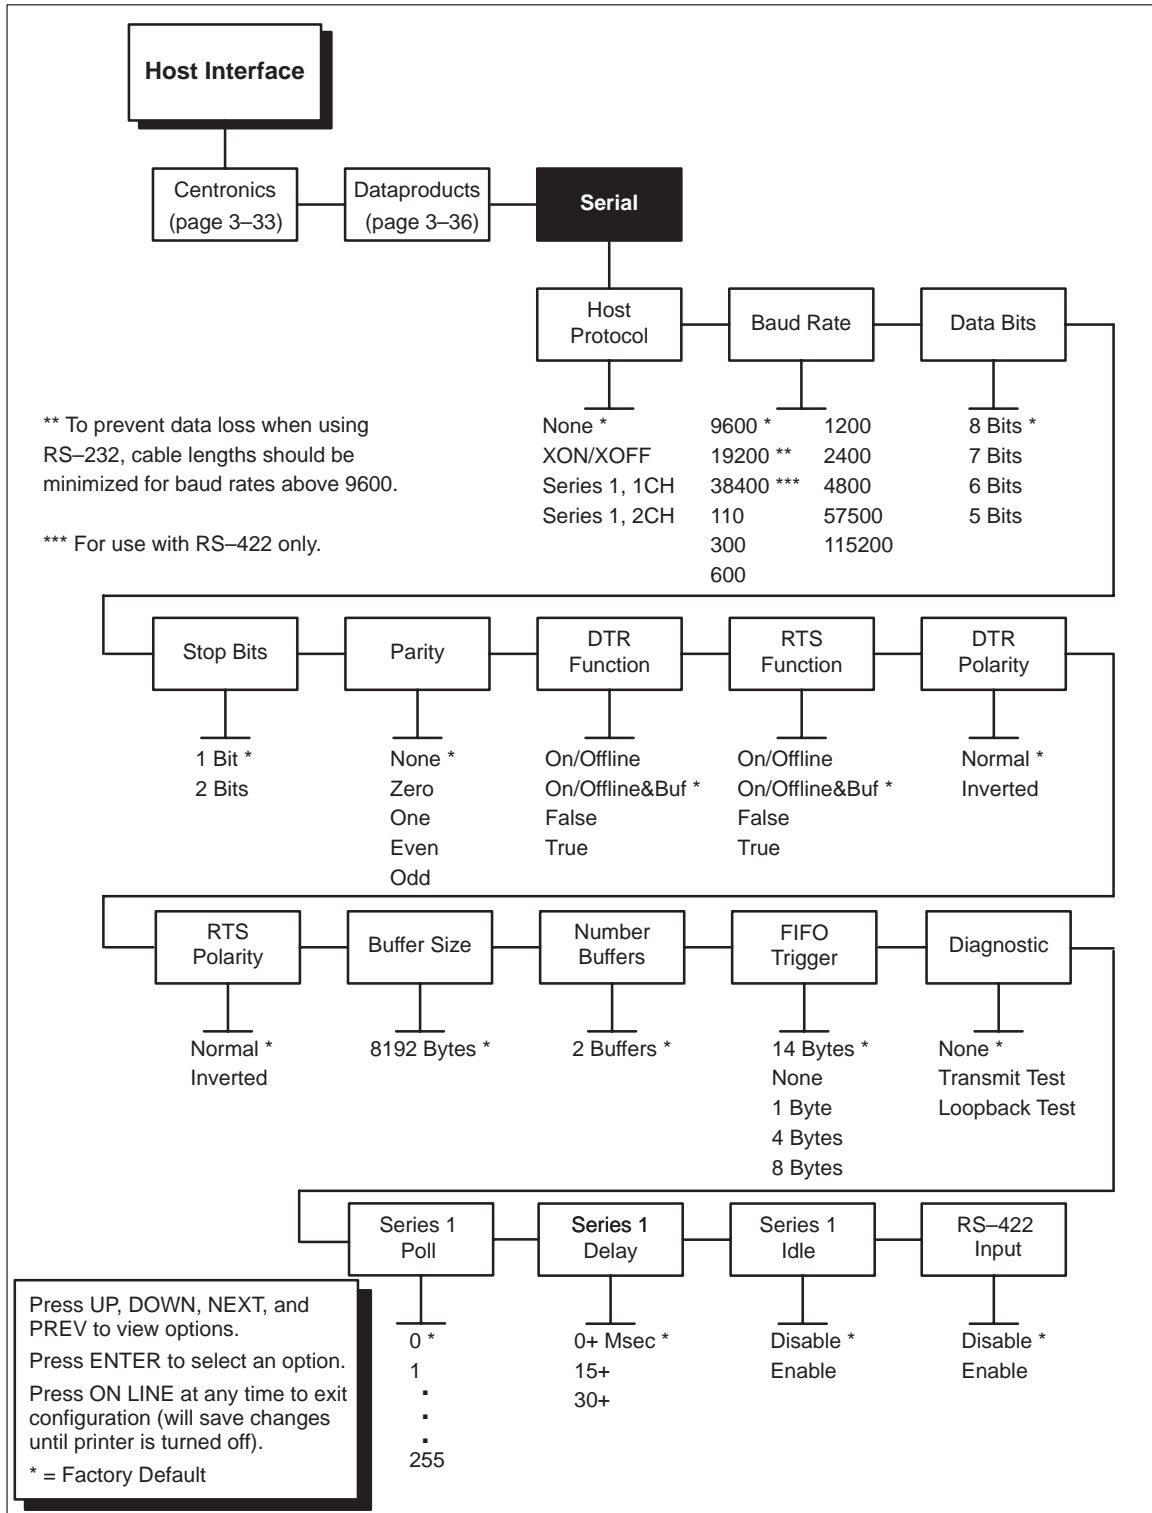 Host Interface
Centronics
(page 3–33)
Dataproducts
(page 3–36)
Serial
Host
Protocol
Baud Rate
Data Bits
** To prevent data loss when using
RS–232, cable lengths should be
minimized for baud rates above 9600.
*** For use with RS–422 only.
None *
XON/XOFF
Series 1, 1CH
Series 1, 2CH
9600 *
19200 **
38400 ***
110
300
600
1200
2400
4800
57500
115200
8 Bits *
7 Bits
6 Bits
5 Bits
Stop Bits
Parity
DTR
Function
RTS
Function
DTR
Polarity
1 Bit *
2 Bits
None *
Zero
One
Even
Odd
On/Offline
On/Offline&Buf *
False
True
On/Offline
On/Offline&Buf *
False
True
Normal *
Inverted
RTS
Polarity
Buffer Size
Number
Buffers
FIFO
Trigger
Diagnostic
Normal *
Inverted
8192 Bytes *
2 Buffers *
14 Bytes *
None
1 Byte
4 Bytes
8 Bytes
None *
Transmit Test
Loopback Test
Series 1
Poll
Series 1
Delay
Series 1
Idle
RS–422
Input
0 *
1
.
.
.
255
0+ Msec *
15+
30+
Disable *
Enable
Disable *
Enable
Press UP, DOWN, NEXT, and
PREV to view options.
Press ENTER to select an option.
Press ON LINE at any time to exit
configuration (will save changes
until printer is turned off).
* = Factory Default